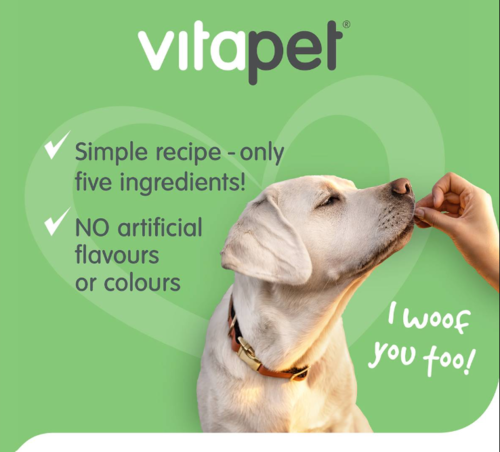 vitapet®
Simple recipe - only
five ingredients!
NO artificial
flavours
or colours
I woof
you too!